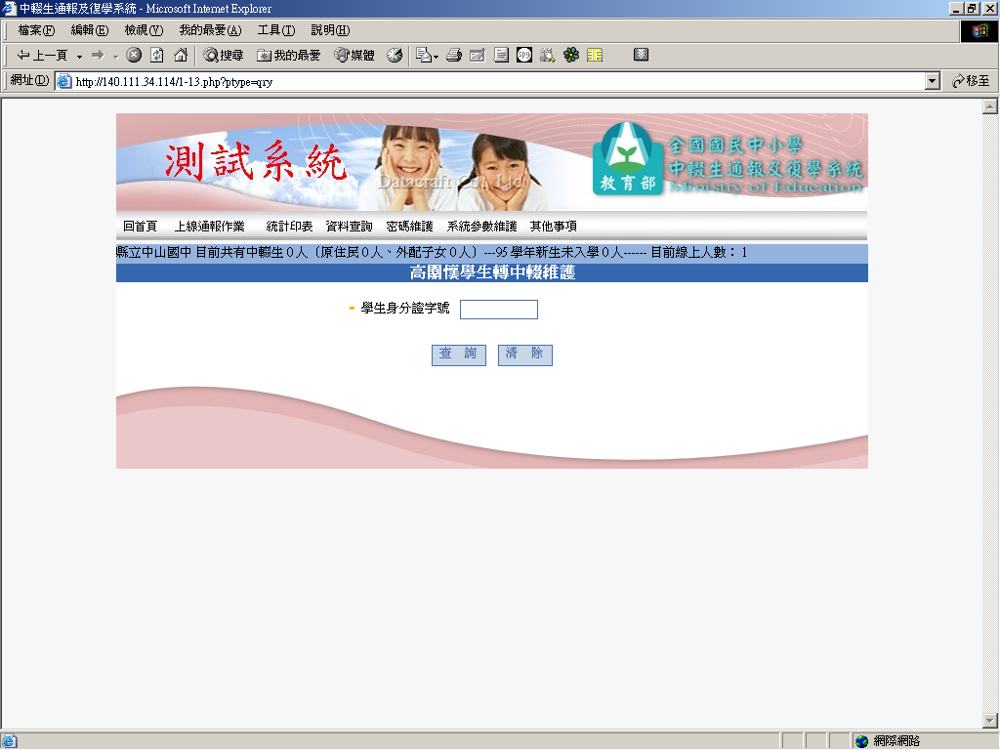 中輟生通報及復學系統 - Microsoft Internet Explorer
檔案(F) 編輯(E) 檢視(V) 我的最愛(A) 工具(T) 說明(H)
上一頁 搜尋 我的最愛 媒體
網址(D) http://140.111.34.114/1-13.php?ptype=qry 移至
測試系統
Datacraft Co., Ltd
教育部
全國國民中小學
中輟生通報及復學系統
Ministry of Education
回首頁 上線通報作業 統計印表 資料查詢 密碼維護 系統參數維護 其他事項
縣立中山國中 目前共有中輟生 0 人（原住民 0 人、外配子女 0 人）---95 學年新生未入學 0 人------ 目前線上人數： 1
高關懷學生轉中輟維護
學生身分證字號
查 詢 清 除
網際網路